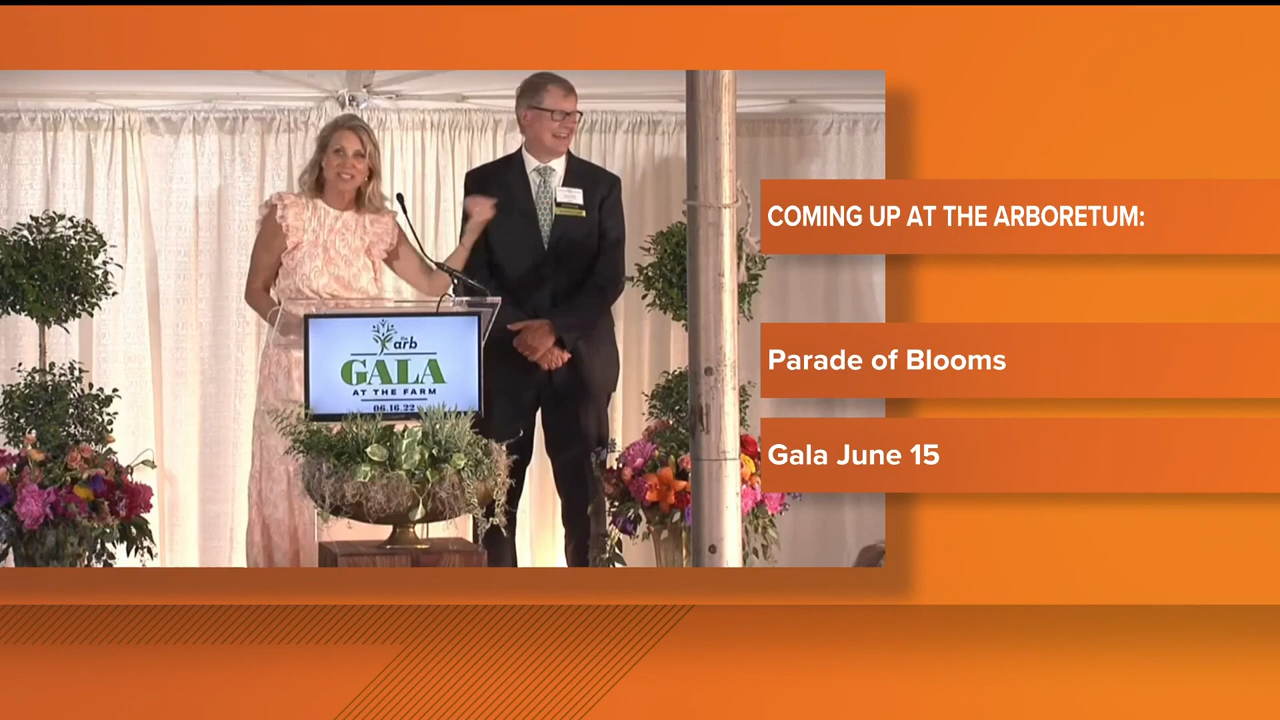 COMING UP AT THE ARBORETUM:
Parade of Blooms
Gala June 15
the arb
GALA
AT THE FARM
06.16.22